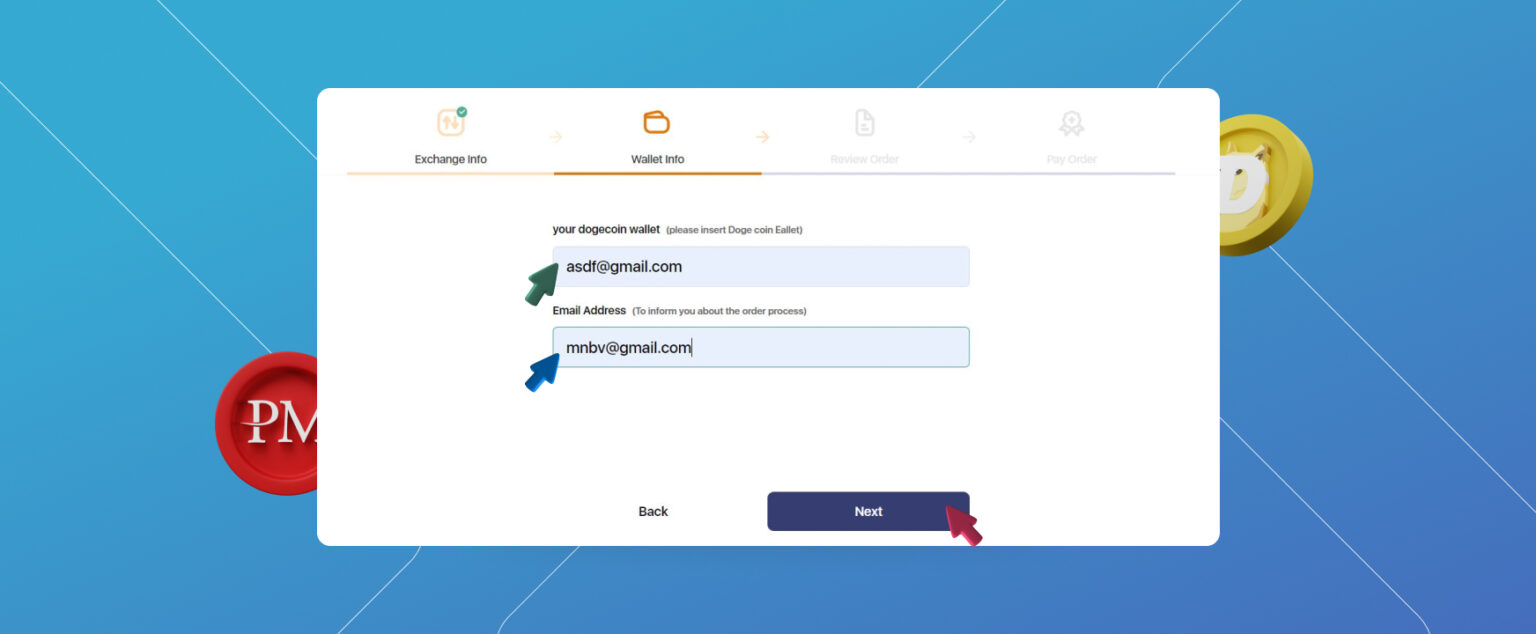 Exchange Info
Wallet Info
Review Order
Pay Order
your dogecoin wallet (please insert Doge coin Eallet)
asdf@gmail.com
Email Address (To inform you about the order process)
mnbv@gmail.com
Back
Next
PM
D